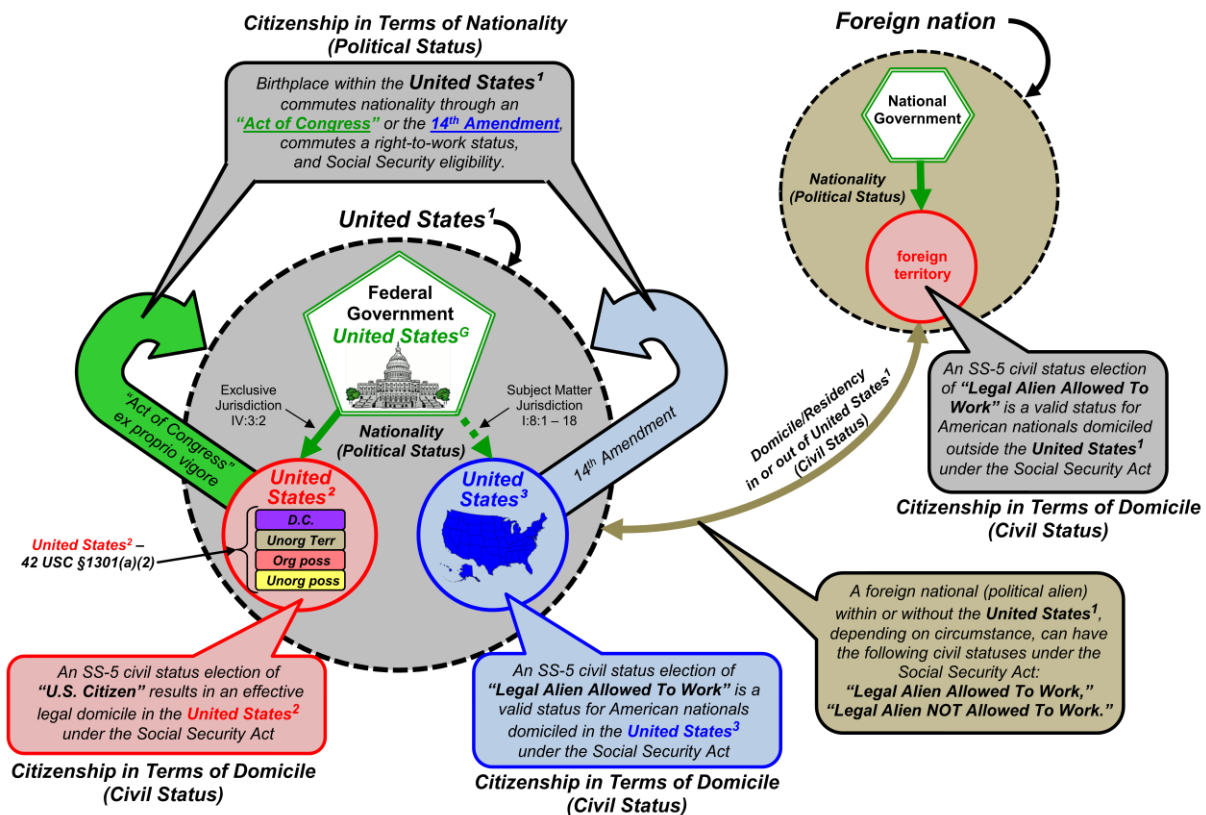 Citizenship in Terms of Nationality
(Political Status)
Birthplace within the United States¹
commutes nationality through an
“Act of Congress” or the 14th Amendment,
commutes a right-to-work status,
and Social Security eligibility.
Foreign nation
National
Government
Nationality
(Political Status)
foreign
territory
United States¹
Federal
Government
United Statesᴳ
Exclusive
Jurisdiction
IV:3:2
Subject Matter
Jurisdiction
I:8:1 – 18
Nationality
(Political Status)
“Act of Congress”
ex proprio vigore
14th Amendment
United
States²
D.C.
Unorg Terr
Org poss
Unorg poss
United States² –
42 USC §1301(a)(2)
United
States³
Domicile/Residency
in or out of United States¹
(Civil Status)
An SS-5 civil status election
of “Legal Alien Allowed To
Work” is a valid status for
American nationals domiciled
outside the United States¹
under the Social Security Act
Citizenship in Terms of Domicile
(Civil Status)
A foreign national (political alien)
within or without the United States¹,
depending on circumstance, can have
the following civil statuses under the
Social Security Act:
“Legal Alien Allowed To Work,”
“Legal Alien NOT Allowed To Work.”
An SS-5 civil status election of
“U.S. Citizen” results in an effective
legal domicile in the United States²
under the Social Security Act
Citizenship in Terms of Domicile
(Civil Status)
An SS-5 civil status election of
“Legal Alien Allowed To Work” is a
valid status for American nationals
domiciled in the United States³
under the Social Security Act
Citizenship in Terms of Domicile
(Civil Status)